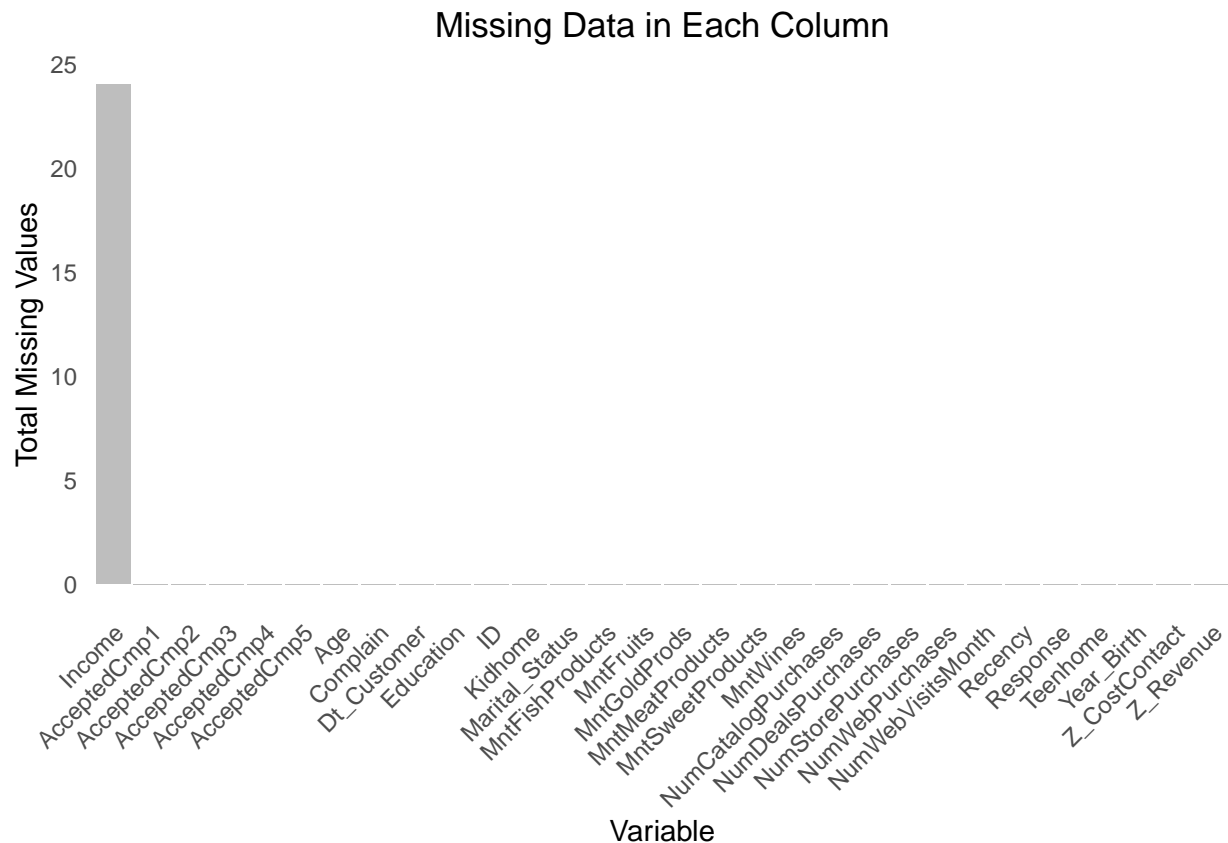 Missing Data in Each Column
25
20
15
10
5
0
Total Missing Values
Income
AcceptedCmp1
AcceptedCmp2
AcceptedCmp3
AcceptedCmp4
AcceptedCmp5
Age
Complain
Dt_Customer
Education
ID
Kidhome
Marital_Status
MntFishProducts
MntFruits
MntGoldProds
MntMeatProducts
MntSweetProducts
MntWines
NumCatalogPurchases
NumDealsPurchases
NumStorePurchases
NumWebPurchases
NumWebVisitsMonth
Recency
Response
Teenhome
Year_Birth
Z_CostContact
Z_Revenue
Variable